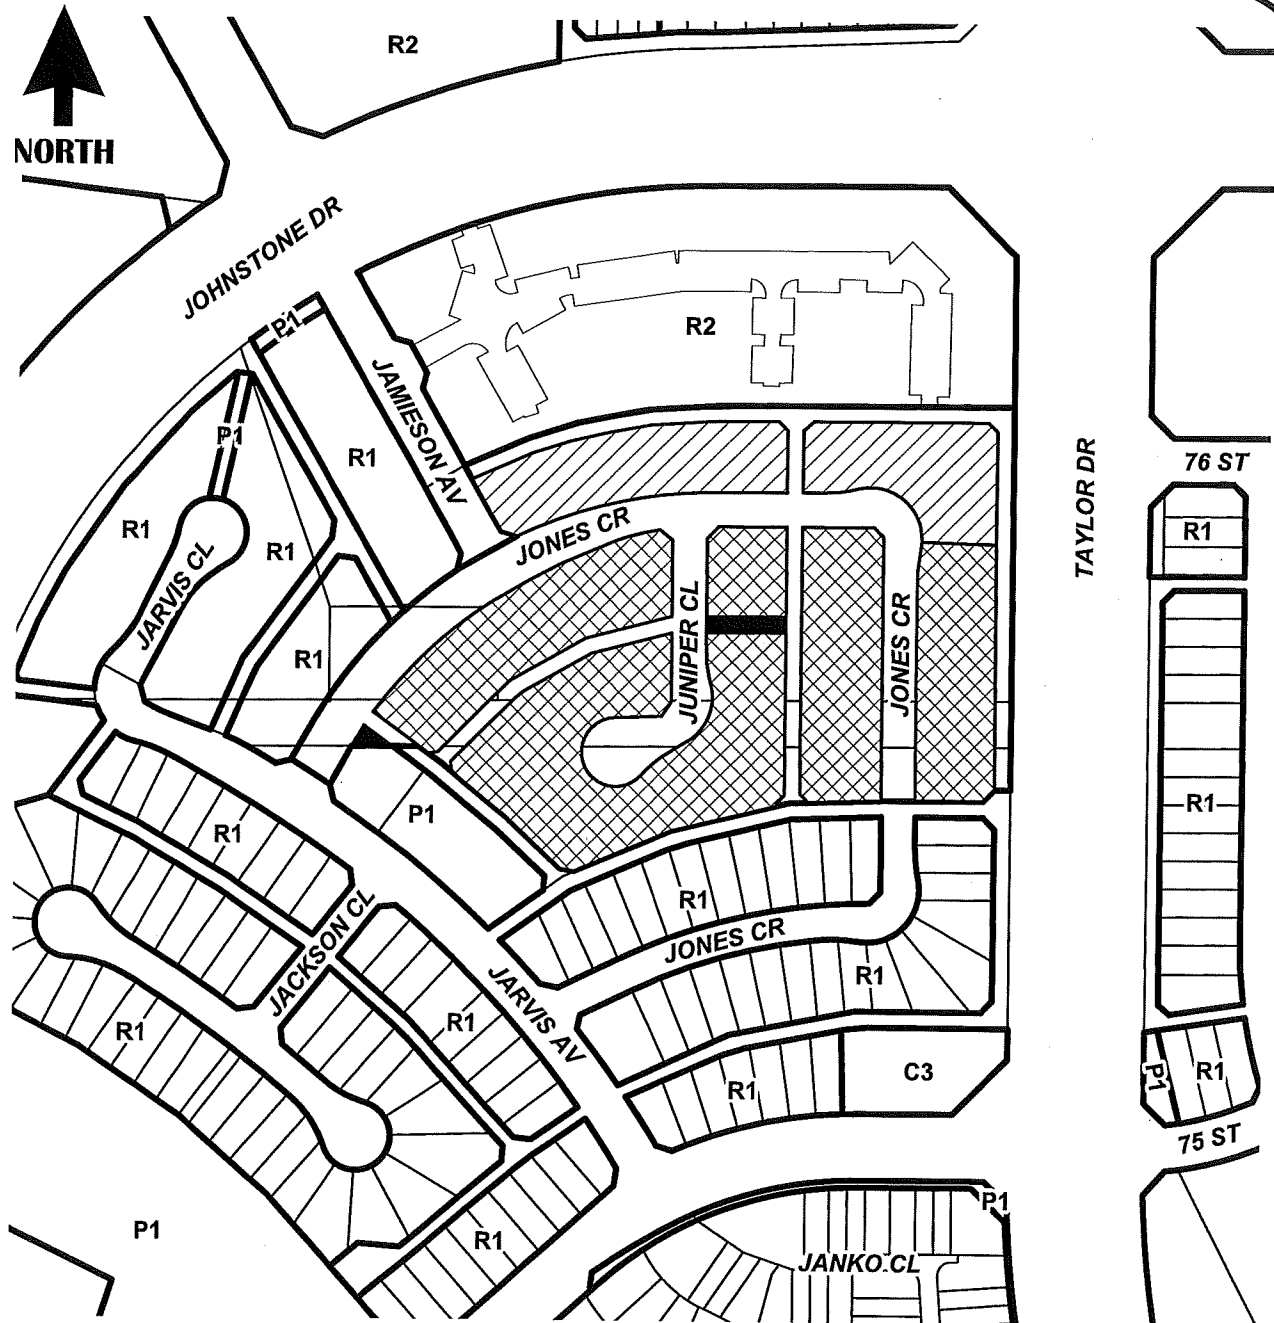 R2
NORTH
JOHNSTONE DR
P1
R2
JAMIESON AV
P1
R1
TAYLOR DR
76 ST
R1
R1
R1
JONES CR
JARVIS CL
JUNIPER CL
JONES CR
R1
R1
P1
R1
R1
JACKSON CL
JONES CR
R1
JARVIS AV
R1
R1
R1
C3
P1
R1
75 ST
P1
P1
R1
JANKO CL